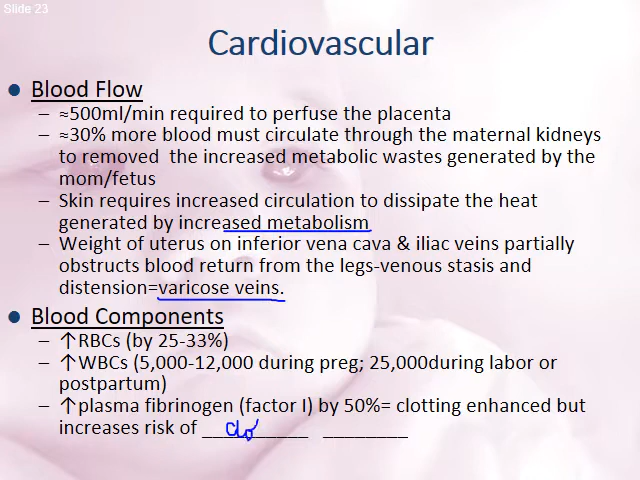 Slide 23
Cardiovascular
• Blood Flow
– ≈500ml/min required to perfuse the placenta
– ≈30% more blood must circulate through the maternal kidneys
to removed the increased metabolic wastes generated by the
mom/fetus
– Skin requires increased circulation to dissipate the heat
generated by increased metabolism
– Weight of uterus on inferior vena cava & iliac veins partially
obstructs blood return from the legs-venous stasis and
distension=varicose veins.
• Blood Components
– ↑RBCs (by 25-33%)
– ↑WBCs (5,000-12,000 during preg; 25,000during labor or
postpartum)
– ↑plasma fibrinogen (factor I) by 50%= clotting enhanced but
increases risk of __________ ________